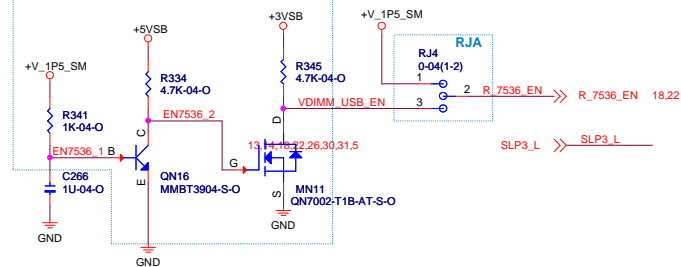 +5VSB
+3VSB
+V_1P5_SM
RJA
RJ4
0-04(1-2)
+V_1P5_SM
R334
4.7K-04-O
R345
4.7K-04-O
1
2
R_7536_EN
R_7536_EN 18,22
R341
1K-04-O
EN7536_2
VDIMM_USB_EN
3
D
C
13,14,18,22,26,30,31,5
SLP3_L
SLP3_L
EN7536_1
B
G
C266
1U-04-O
E
QN16
MMBT3904-S-O
S
MN11
QN7002-T1B-AT-S-O
GND
GND
GND